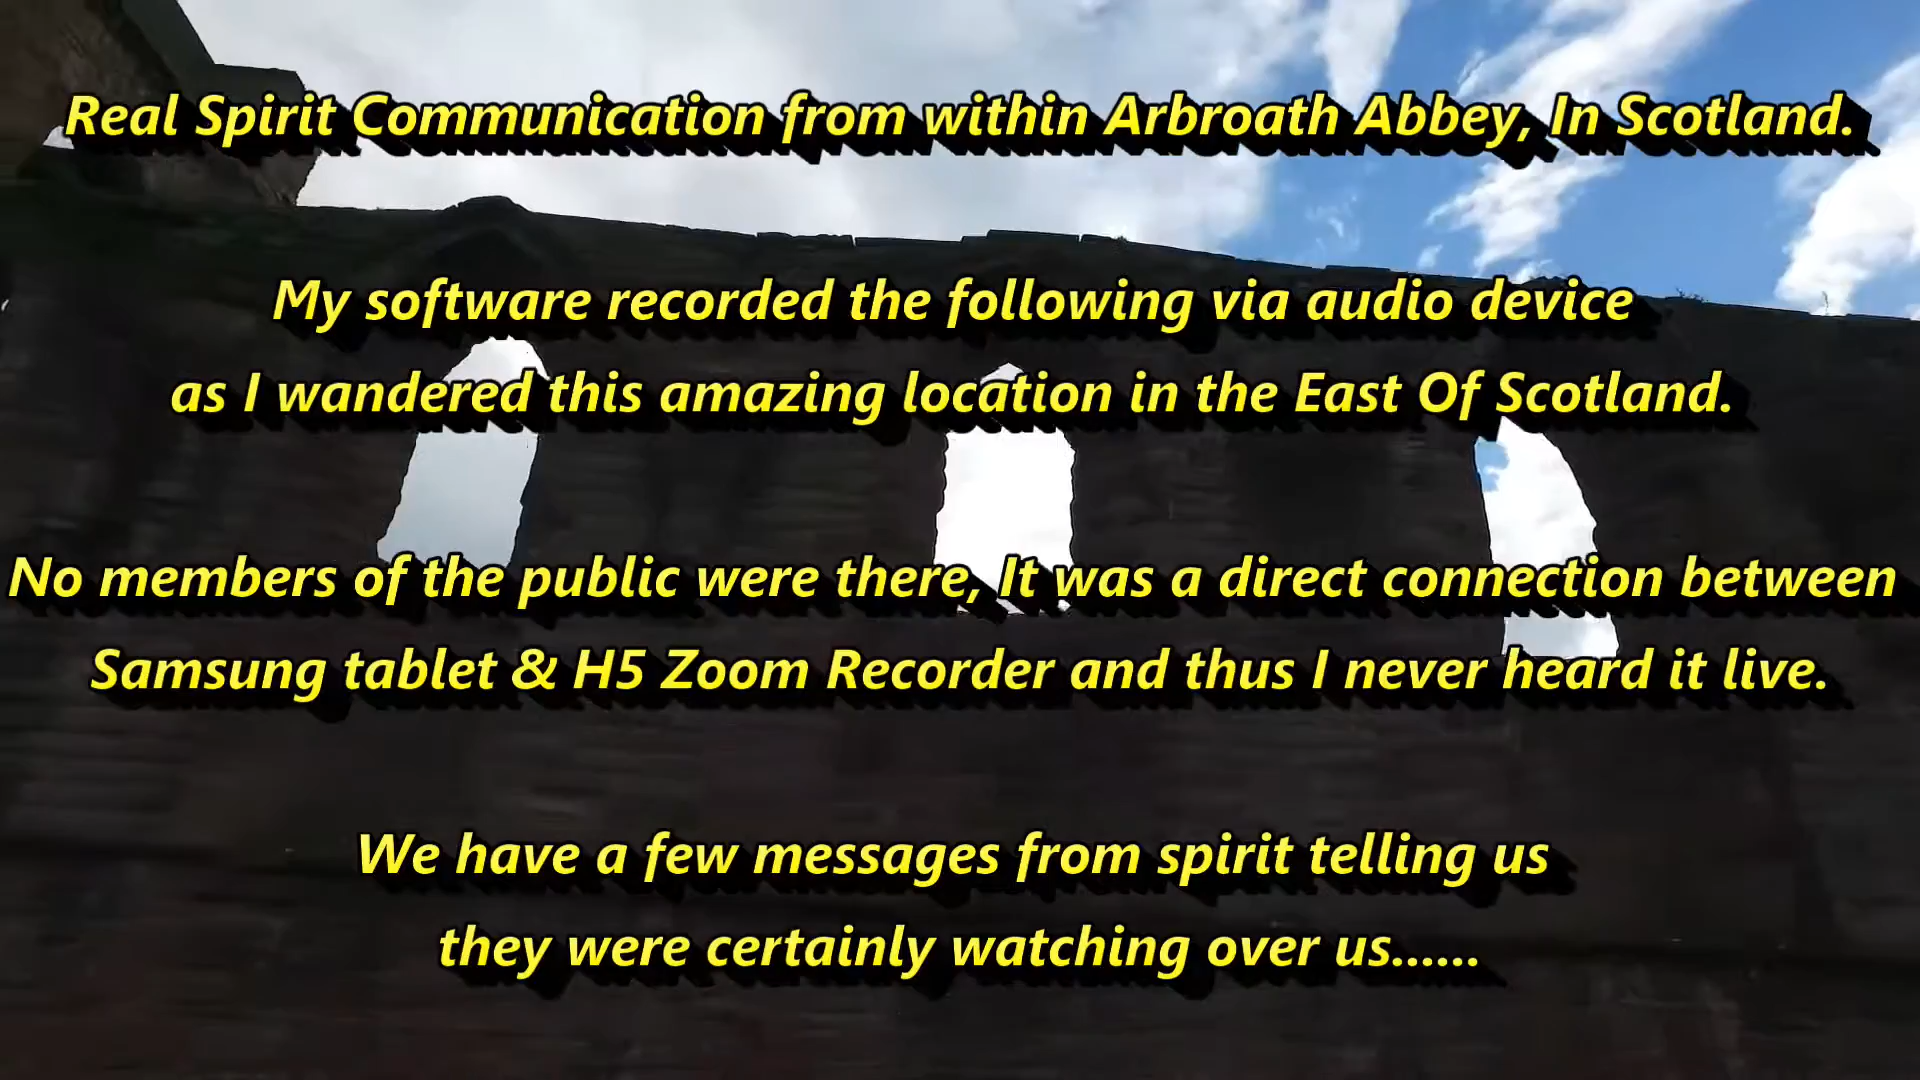 Real Spirit Communication from within Arbroath Abbey, In Scotland.
My software recorded the following via audio device
as I wandered this amazing location in the East Of Scotland.
No members of the public were there, It was a direct connection between
Samsung tablet & H5 Zoom Recorder and thus I never heard it live.
We have a few messages from spirit telling us
they were certainly watching over us......